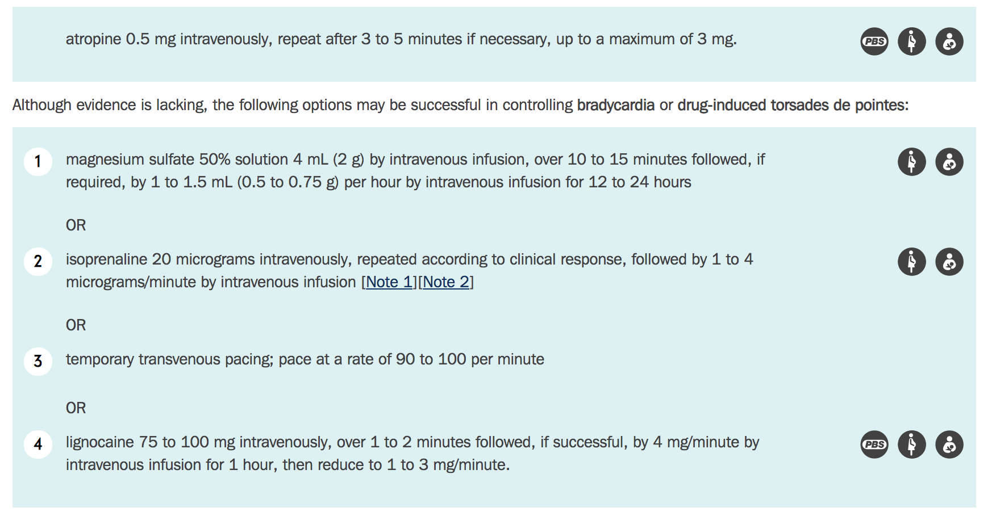 atropine 0.5 mg intravenously, repeat after 3 to 5 minutes if necessary, up to a maximum of 3 mg.
PBS
Although evidence is lacking, the following options may be successful in controlling bradycardia or drug-induced torsades de pointes:
1
magnesium sulfate 50% solution 4 mL (2 g) by intravenous infusion, over 10 to 15 minutes followed, if
required, by 1 to 1.5 mL (0.5 to 0.75 g) per hour by intravenous infusion for 12 to 24 hours
OR
2
isoprenaline 20 micrograms intravenously, repeated according to clinical response, followed by 1 to 4
micrograms/minute by intravenous infusion [Note 1][Note 2]
OR
3
temporary transvenous pacing; pace at a rate of 90 to 100 per minute
OR
4
lignocaine 75 to 100 mg intravenously, over 1 to 2 minutes followed, if successful, by 4 mg/minute by
PBS
intravenous infusion for 1 hour, then reduce to 1 to 3 mg/minute.